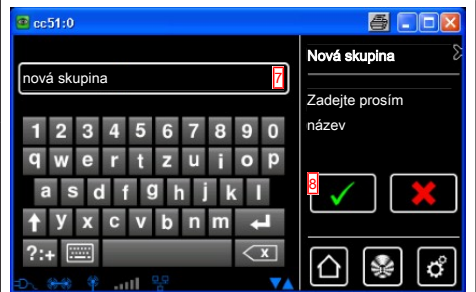 cc51:0
nová skupina
7
1 2 3 4 5 6 7 8 9 0
q w e r t z u i o p
a s d f g h j k l
y x c v b n m
?:+
x
Nová skupina
Zadejte prosím
název
8